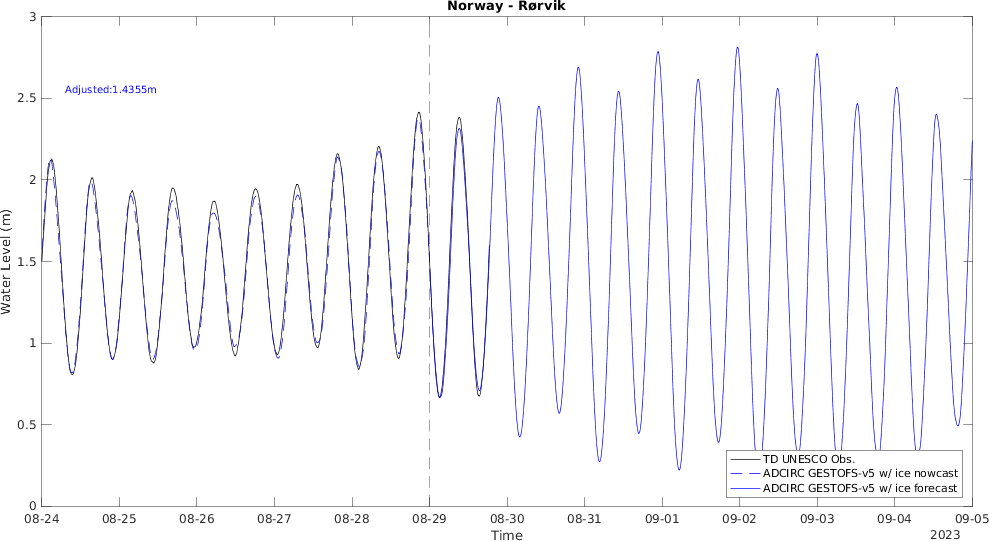 Norway - Rørvik
3
2.5
2
1.5
1
0.5
0
Water Level (m)
Adjusted:1.4355m
TD UNESCO Obs.
ADCIRC GESTOFS-v5 w/ ice nowcast
ADCIRC GESTOFS-v5 w/ ice forecast
08-24 08-25 08-26 08-27 08-28 08-29 08-30 08-31 09-01 09-02 09-03 09-04 09-05
Time
2023